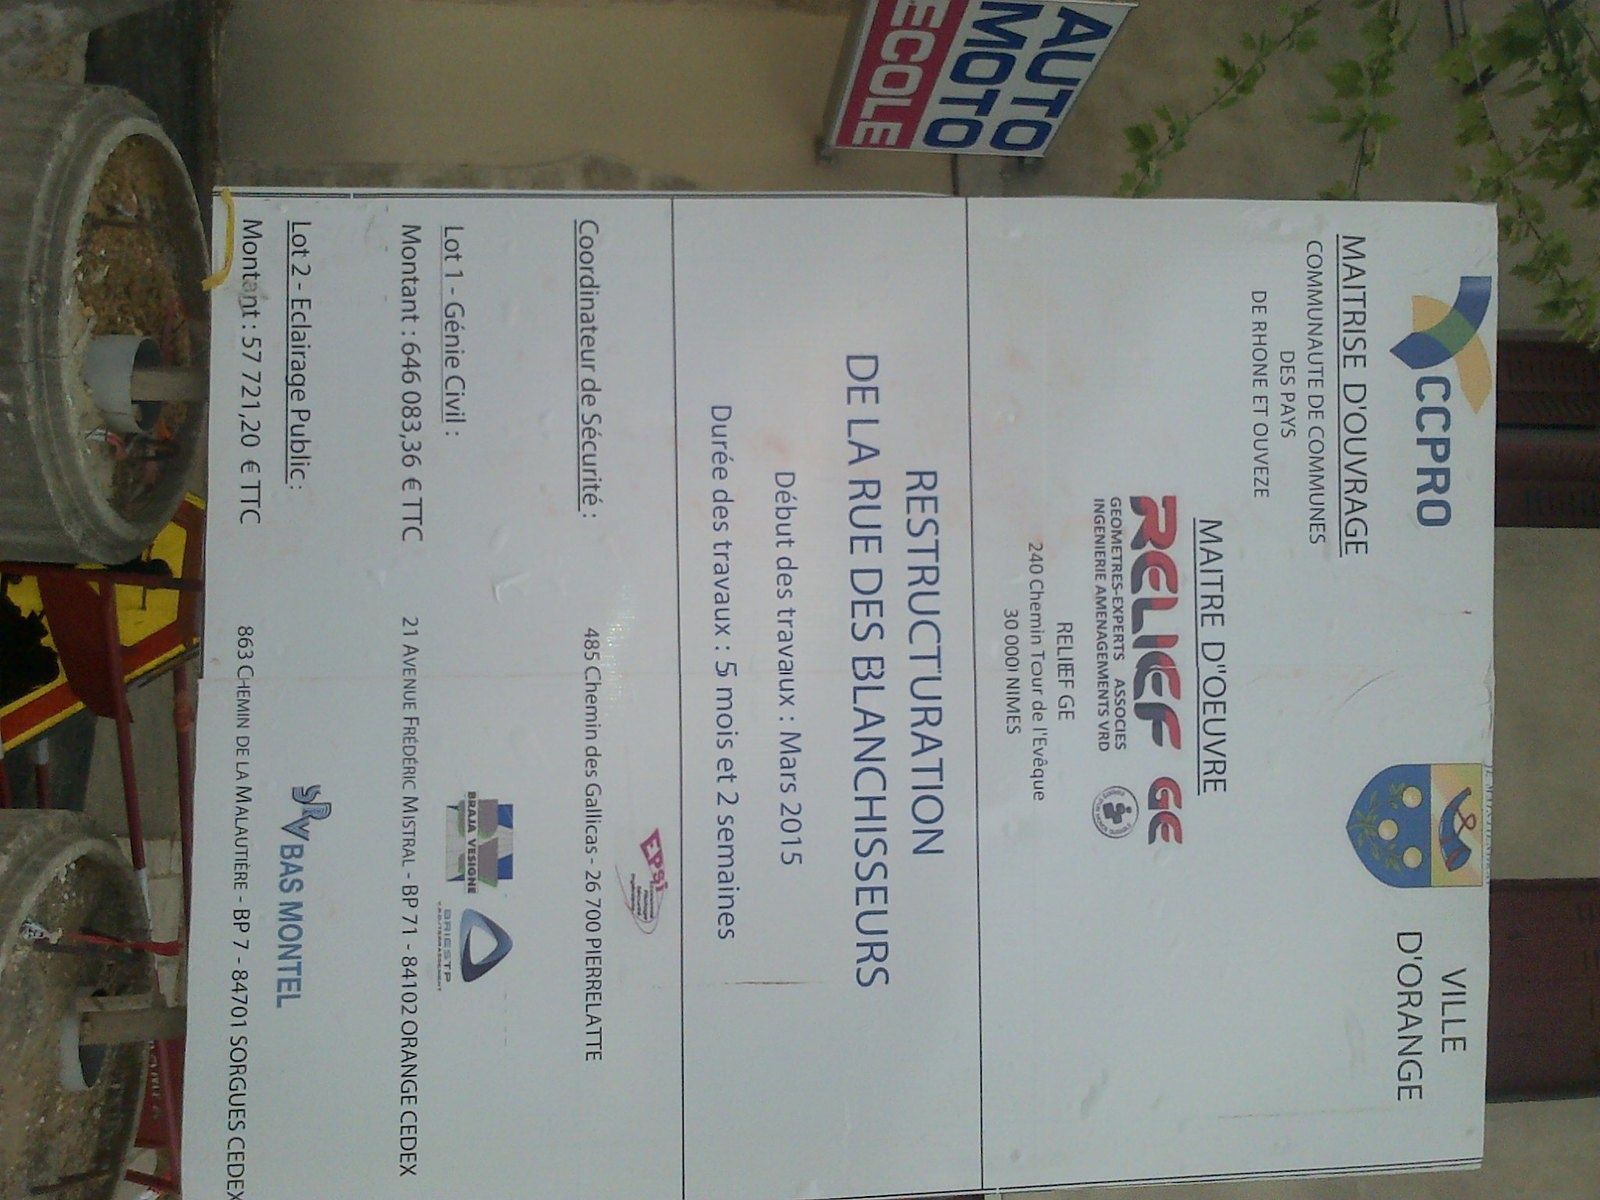 AUTO
MOTO
ECOLE
CCPRO
VILLE
D'ORANGE
MAITRISE D'OUVRAGE
COMMUNAUTE DE COMMUNES
DES PAYS
DE RHONE ET OUVEZE
MAITRE D'OEUVRE
RELIEF GE
GEOMETRES-EXPERTS ASSOCIES
INGENIERIE AMENAGEMENTS VRD
RELIEF GE
240 Chemin Tour de l'Evêque
30 000 NIMES
RESTRUCTURATION
DE LA RUE DES BLANCHISSEURS
Début des travaux : Mars 2015
Durée des travaux : 5 mois et 2 semaines
EPSi
Coordinateur de Sécurité :
485 Chemin des Gallicas - 26 700 PIERRELATTE
Lot 1 - Génie Civil :
BRAJA VESIGNE
BRIES TP
Montant : 646 083,36 € TTC
21 AVENUE FRÉDÉRIC MISTRAL - BP 71 - 84102 ORANGE CEDEX
Lot 2 - Eclairage Public :
SRV BAS MONTEL
Montant : 57 721,20 € TTC
863 CHEMIN DE LA MALAUTIERE - BP 7 - 84701 SORGUES CEDEX